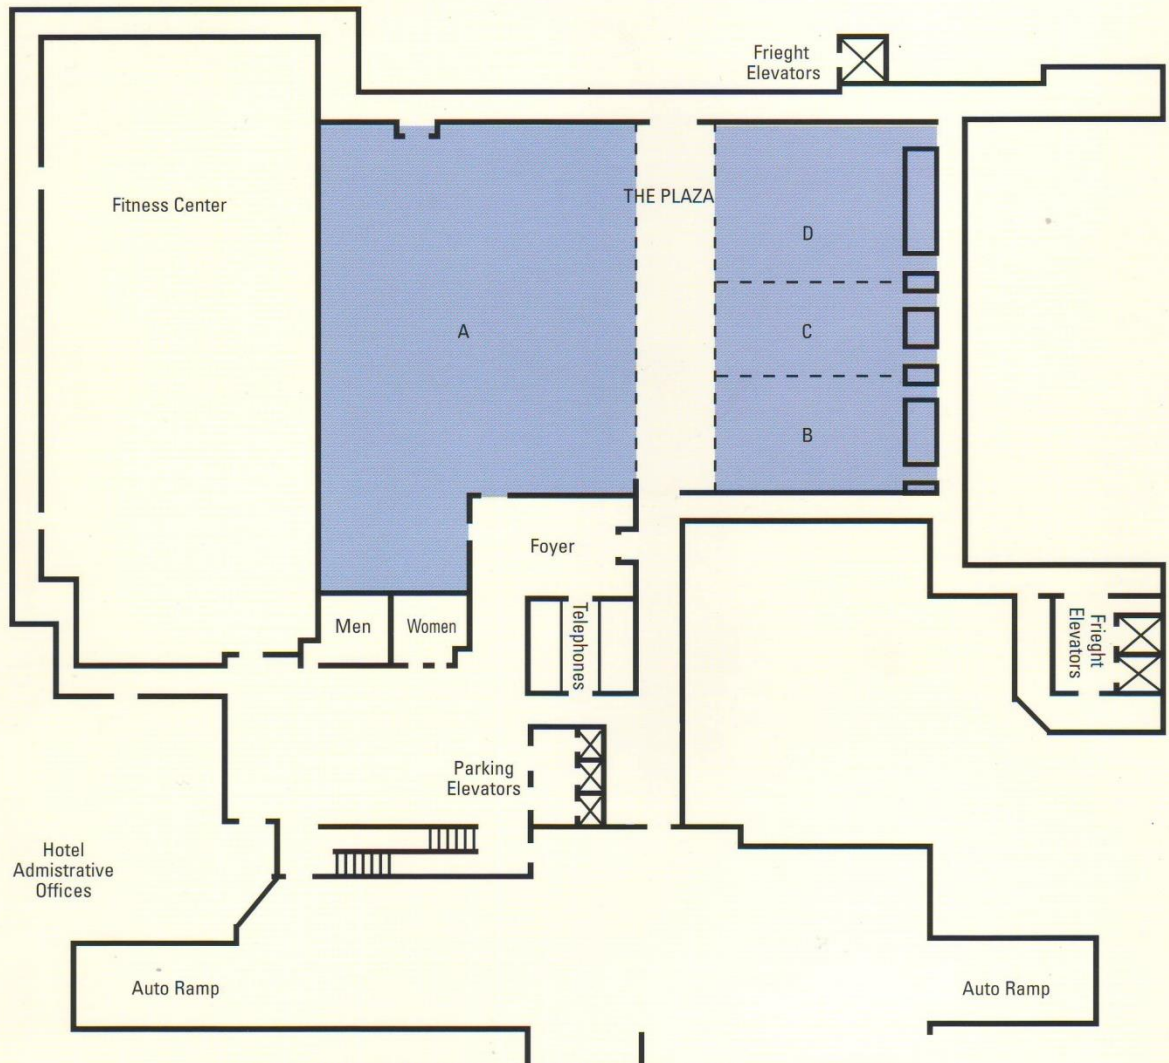 Frieght
Elevators
Fitness Center
THE PLAZA
D
A
C
B
Foyer
Men
Women
Telephones
Frieght
Elevators
Parking
Elevators
Hotel
Admistrative
Offices
Auto Ramp
Auto Ramp